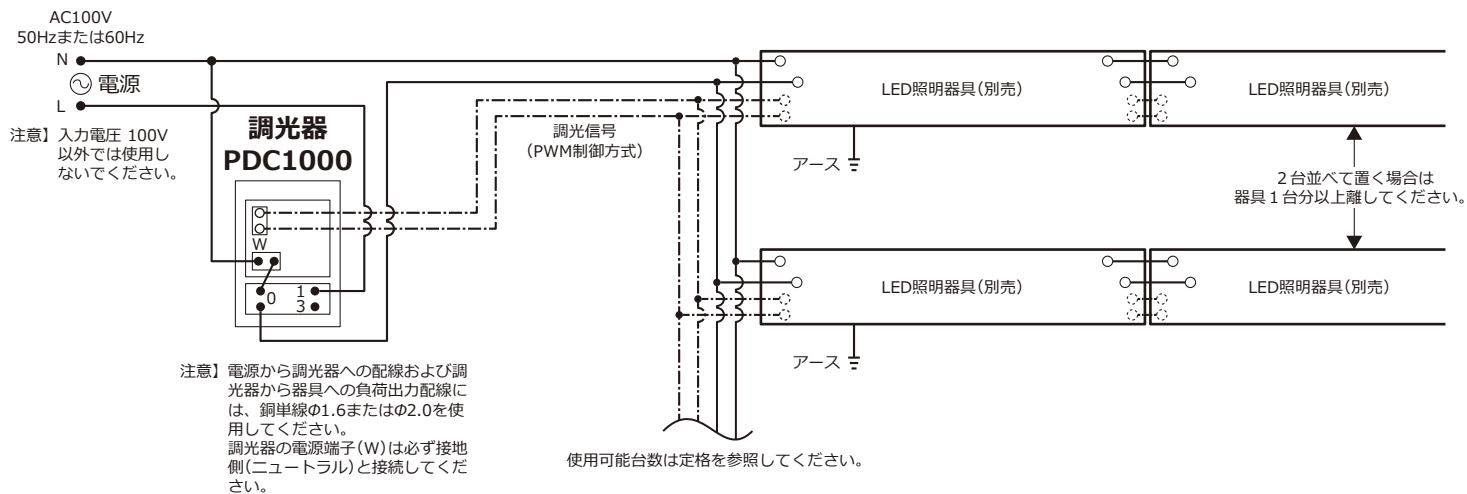 AC100V
50Hzまたは60Hz
N
電源
L
注意】入力電圧 100V
以外では使用し
ないでください。
調光器
PDC1000
W
0
1
3
調光信号
（PWM制御方式）
LED照明器具（別売）
LED照明器具（別売）
アース
２台並べて置く場合は
器具１台分以上離してください。
LED照明器具（別売）
LED照明器具（別売）
アース
注意】電源から調光器への配線および調
光器から器具への負荷出力配線に
は、銅単線Φ1.6またはΦ2.0を使
用してください。
調光器の電源端子（W）は必ず接地
側（ニュートラル）と接続してくだ
さい。
使用可能台数は定格を参照してください。